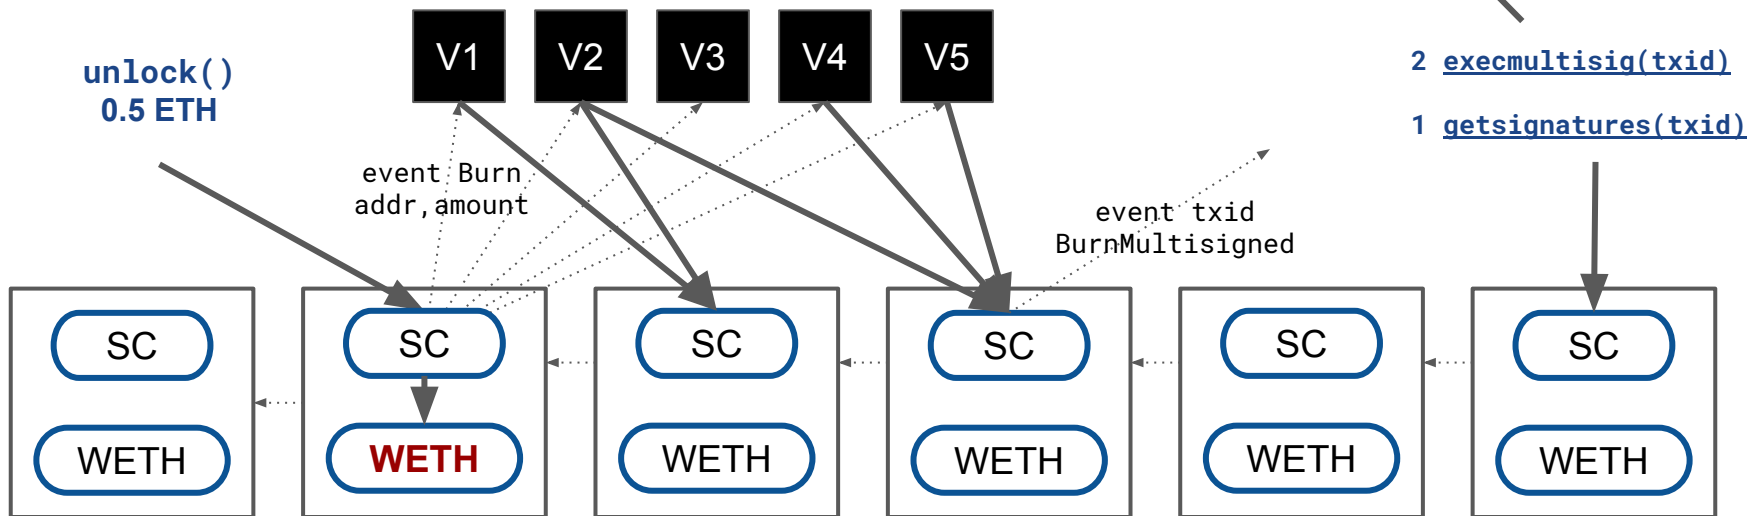 V1
V2
V3
V4
V5
unlock()
0.5 ETH
2 execmultisig(txid)
1 getsignatures(txid)
event Burn
addr,amount
event txid
BurnMultisigned
SC
SC
SC
SC
SC
SC
WETH
WETH
WETH
WETH
WETH
WETH